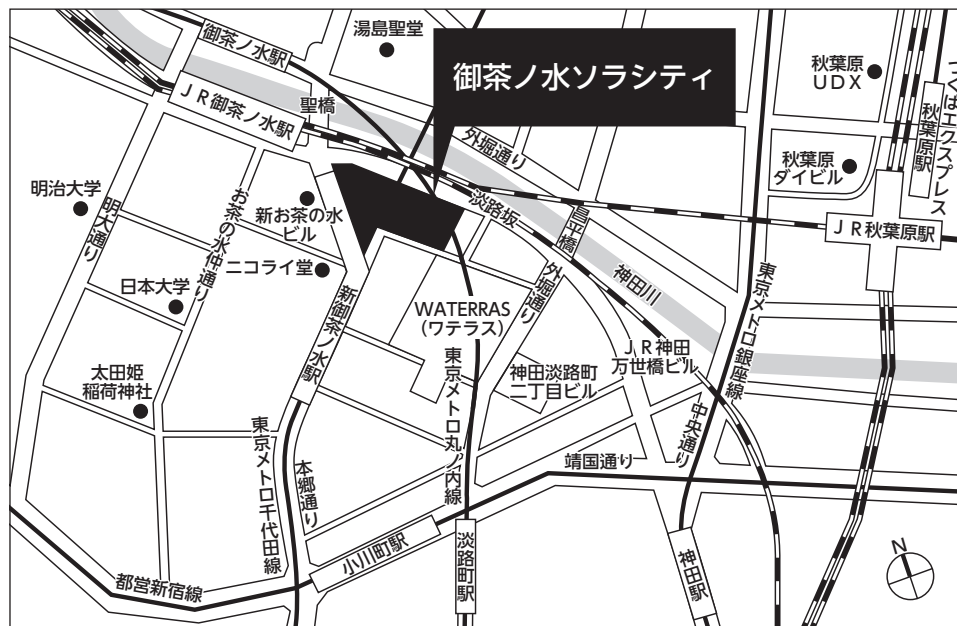 御茶ノ水駅
湯島聖堂
御茶ノ水ソラシティ
秋葉原
UDX
つくばエクスプレス
秋葉原駅
JR御茶ノ水駅
聖橋
外堀通り
秋葉原
ダイビル
明治大学
明大通り
お茶の水仲通り
新お茶の水
ビル
淡路坂
昌平橋
JR秋葉原駅
ニコライ堂
日本大学
新御茶ノ水駅
外堀通り
神田川
東京メトロ銀座線
WATERRAS
(ワテラス)
JR神田
万世橋ビル
太田姫
稲荷神社
神田淡路町
二丁目ビル
東京メトロ丸ノ内線
中央通り
東京メトロ千代田線
本郷通り
靖国通り
小川町駅
淡路町駅
神田駅
都営新宿線
N